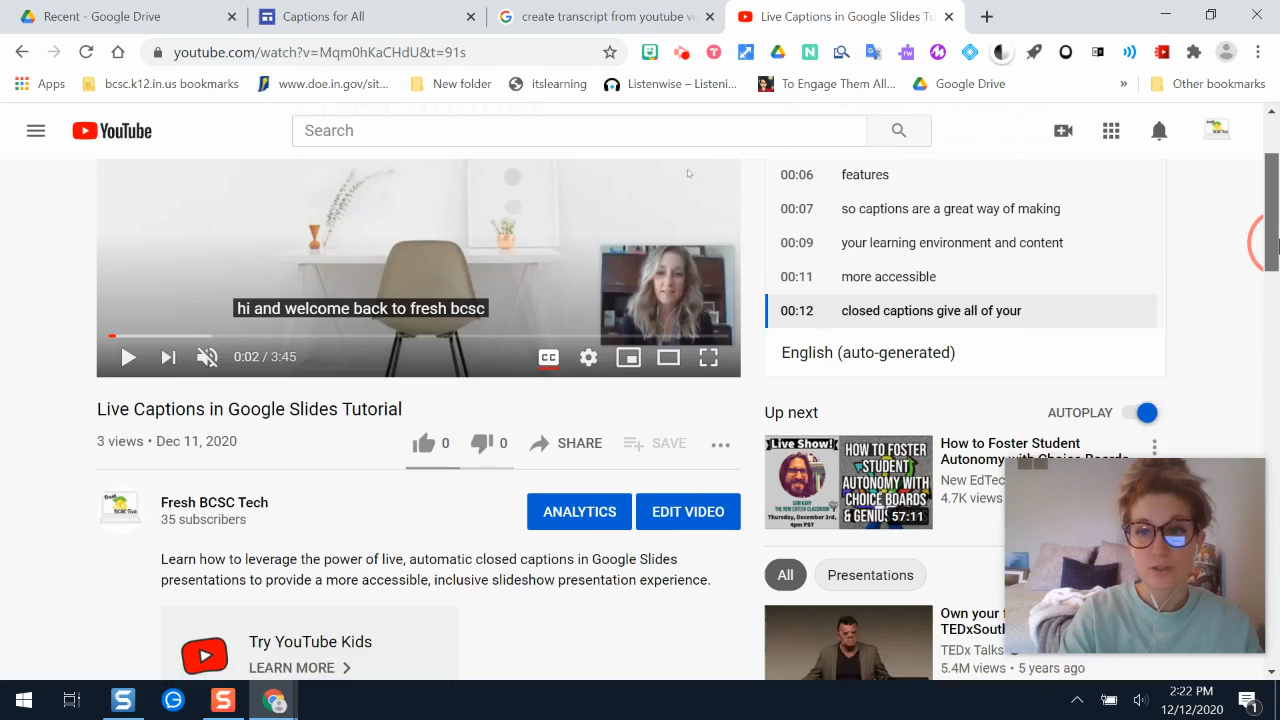 Recent - Google Drive
Captions for All
create transcript from youtube vi
Live Captions in Google Slides Tu
youtube.com/watch?v=Mqm0hKaCHdU&t=91s
Apps
bcsc.k12.in.us bookmarks
www.doa.in.gov/sit...
New folder
itslearning
Listenwise – Listeni...
To Engage Them All...
Google Drive
»
Other bookmarks
YouTube
Search
00:06 features
00:07 so captions are a great way of making
00:09 your learning environment and content
00:11 more accessible
00:12 closed captions give all of your
English (auto-generated)
hi and welcome back to fresh bcsc
0:02 / 3:45
CC
Live Captions in Google Slides Tutorial
3 views • Dec 11, 2020
0
0
SHARE
SAVE
Fresh BCSC Tech
35 subscribers
ANALYTICS
EDIT VIDEO
Learn how to leverage the power of live, automatic closed captions in Google Slides
presentations to provide a more accessible, inclusive slideshow presentation experience.
Try YouTube Kids
LEARN MORE
Up next
AUTOPLAY
Live Show!
HOW TO FOSTER
STUDENT
AUTONOMY WITH
CHOICE BOARDS
& GENIUS
Thursday, December 3rd,
4pm PST
57:11
How to Foster Student
Autonomy with Choice Boards
New EdTec
4.7K views
All
Presentations
Own your f
TEDxSouth
TEDx Talks
5.4M views • 5 years ago
2:22 PM
12/12/2020
1